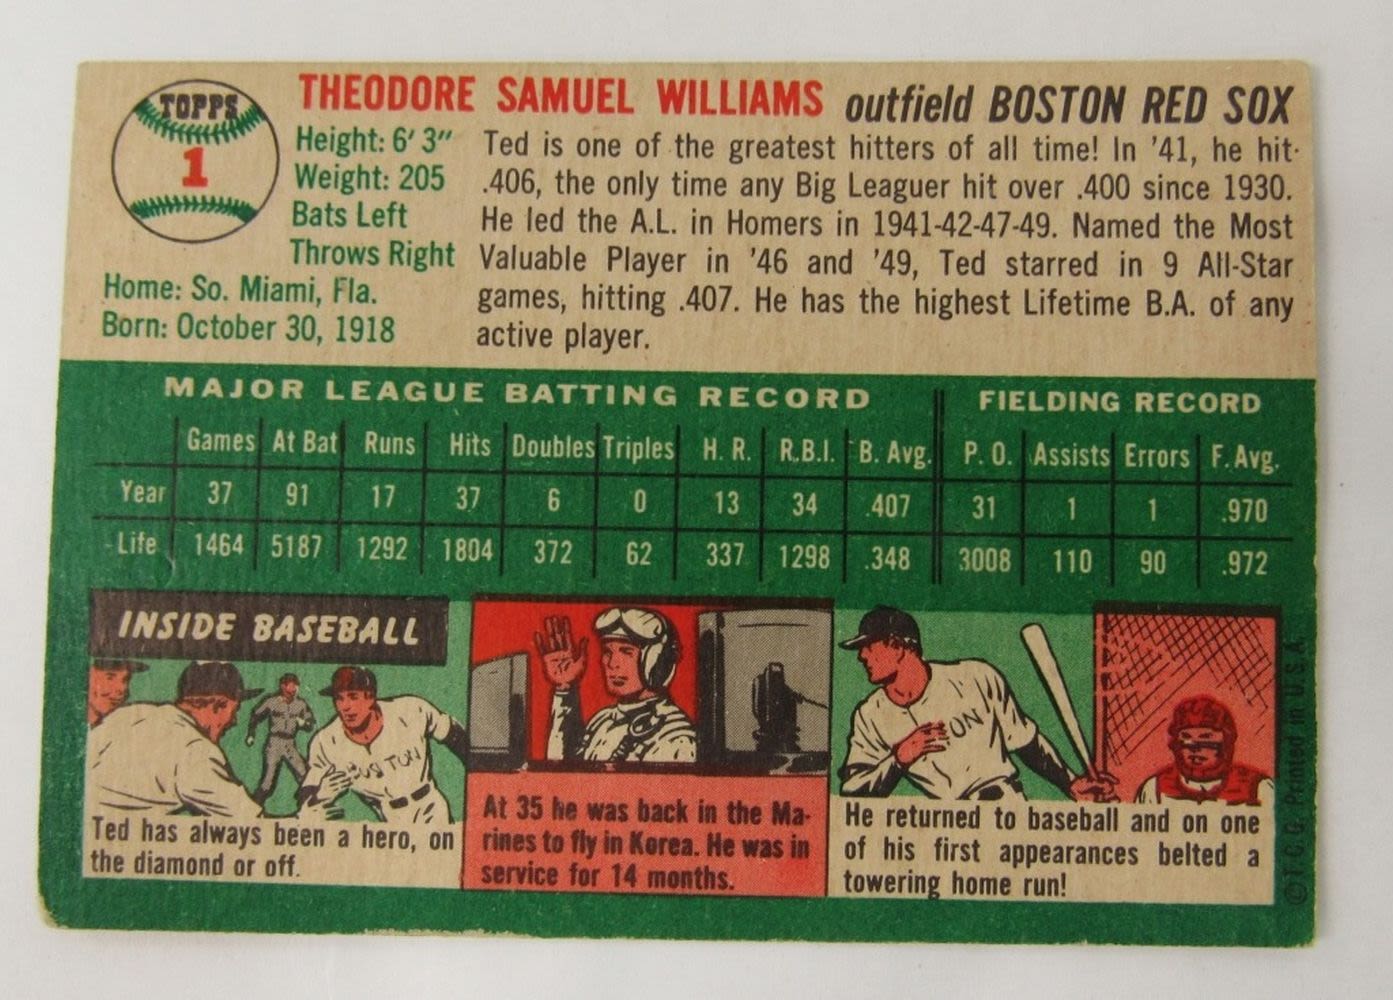 TOPPS
1
THEODORE SAMUEL WILLIAMS outfield BOSTON RED SOX
Height: 6' 3"
Weight: 205
Bats Left
Throws Right
Home: So. Miami, Fla.
Born: October 30, 1918
Ted is one of the greatest hitters of all time! In '41, he hit
.406, the only time any Big Leaguer hit over .400 since 1930.
He led the A.L. in Homers in 1941-42-47-49. Named the Most
Valuable Player in '46 and '49, Ted starred in 9 All-Star
games, hitting .407. He has the highest Lifetime B.A. of any
active player.
MAJOR LEAGUE BATTING RECORD FIELDING RECORD
Games At Bat Runs Hits Doubles Triples H. R. R.B.I. B. Avg. P. O. Assists Errors F. Avg.
Year 37 91 17 37 6 0 13 34 .407 31 1 1 .970
Life 1464 5187 1292 1804 372 62 337 1298 .348 3008 110 90 .972
INSIDE BASEBALL
BOSTON
Ted has always been a hero, on
the diamond or off.
At 35 he was back in the Ma-
rines to fly in Korea. He was in
service for 14 months.
TON
He returned to baseball and on one
of his first appearances belted a
towering home run!
© T. C. G. Printed in U.S.A.